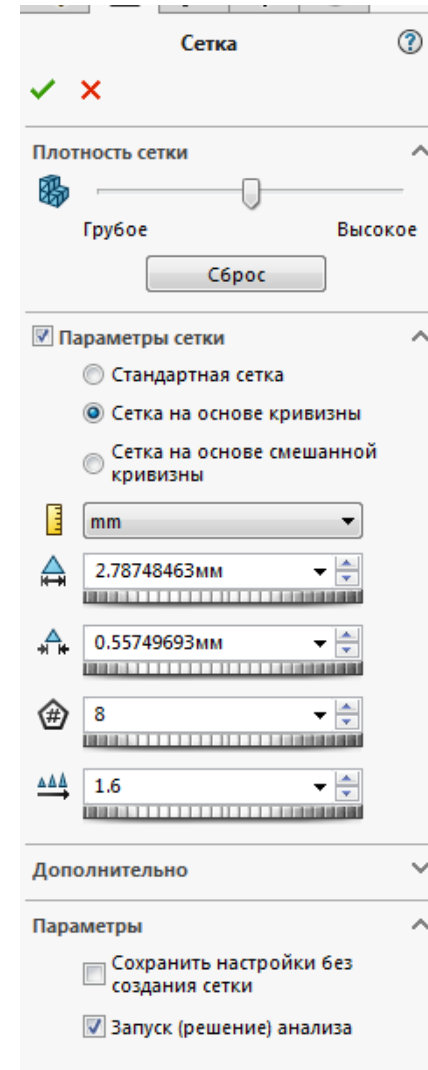 Сетка
Плотность сетки
Грубое Высокое
Сброс
Параметры сетки
Стандартная сетка
Сетка на основе кривизны
Сетка на основе смешанной
кривизны
mm
2.78748463мм
0.55749693мм
# 8
1.6
Дополнительно
Параметры
Сохранить настройки без
создания сетки
Запуск (решение) анализа